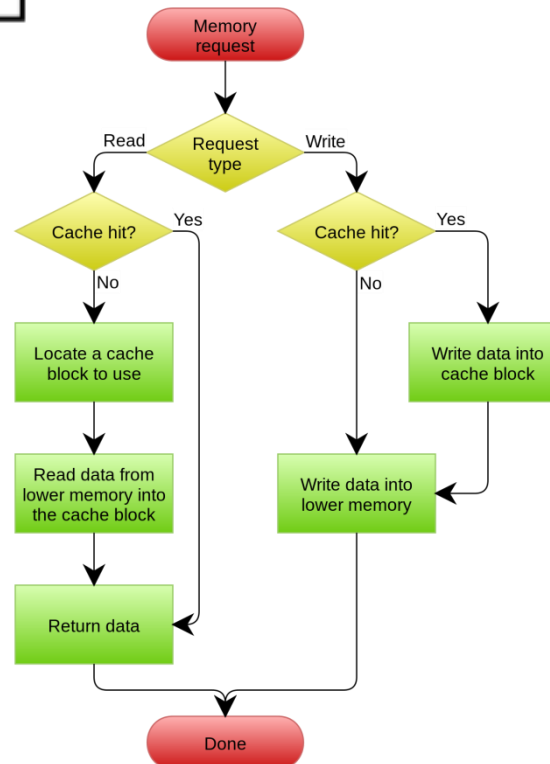 Memory
request
Request
type
Read
Write
Cache hit?
Yes
Cache hit?
Yes
No
No
Locate a cache
block to use
Write data into
cache block
Read data from
lower memory into
the cache block
Write data into
lower memory
Return data
Done